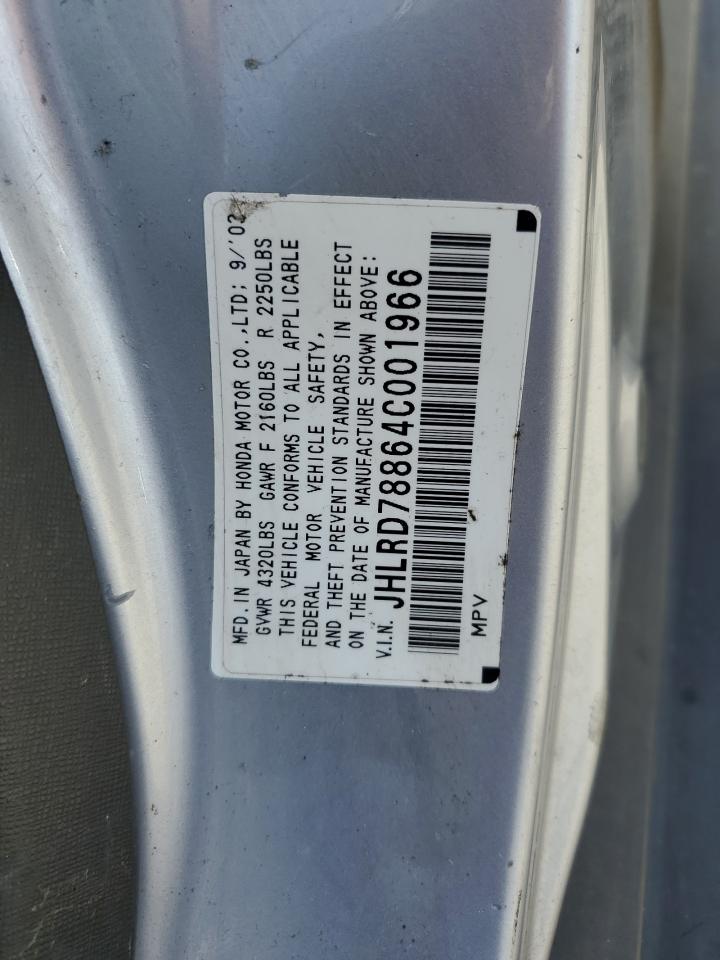 MFD. IN JAPAN BY HONDA MOTOR CO.,LTD: 9/'03
GVWR 4320LBS GAWR F 2160LBS R 2250LBS
THIS VEHICLE CONFORMS TO ALL APPLICABLE
FEDERAL MOTOR VEHICLE SAFETY,
AND THEFT PREVENTION STANDARDS IN EFFECT
ON THE DATE OF MANUFACTURE SHOWN ABOVE:
V.I.N. JHLRD78864C001966
MPV